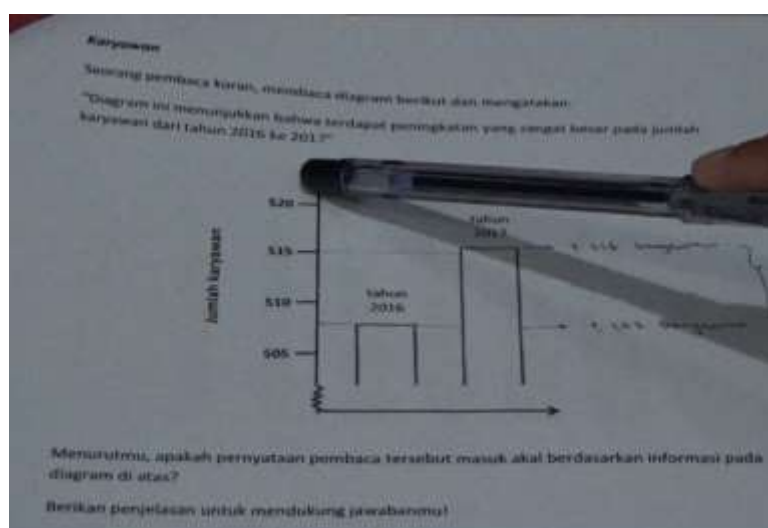 Karyawan
Seorang pembaca koran, membaca diagram berikut dan mengatakan:
"Diagram ini menunjukkan bahwa terdapat peningkatan yang sangat besar pada jumlah
karyawan dari tahun 2016 ke 2017"
520
tahun
2017
515
Jumlah karyawan
510
tahun
2016
505
Menurutmu, apakah pernyataan pembaca tersebut masuk akal berdasarkan informasi pada
diagram di atas?
Berikan penjelasan untuk mendukung jawabanmu!